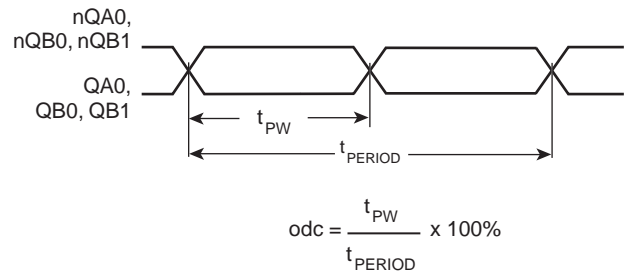 nQA0,
nQB0, nQB1
QA0,
QB0, QB1
tPW
tPERIOD
odc = tPW / tPERIOD x 100%